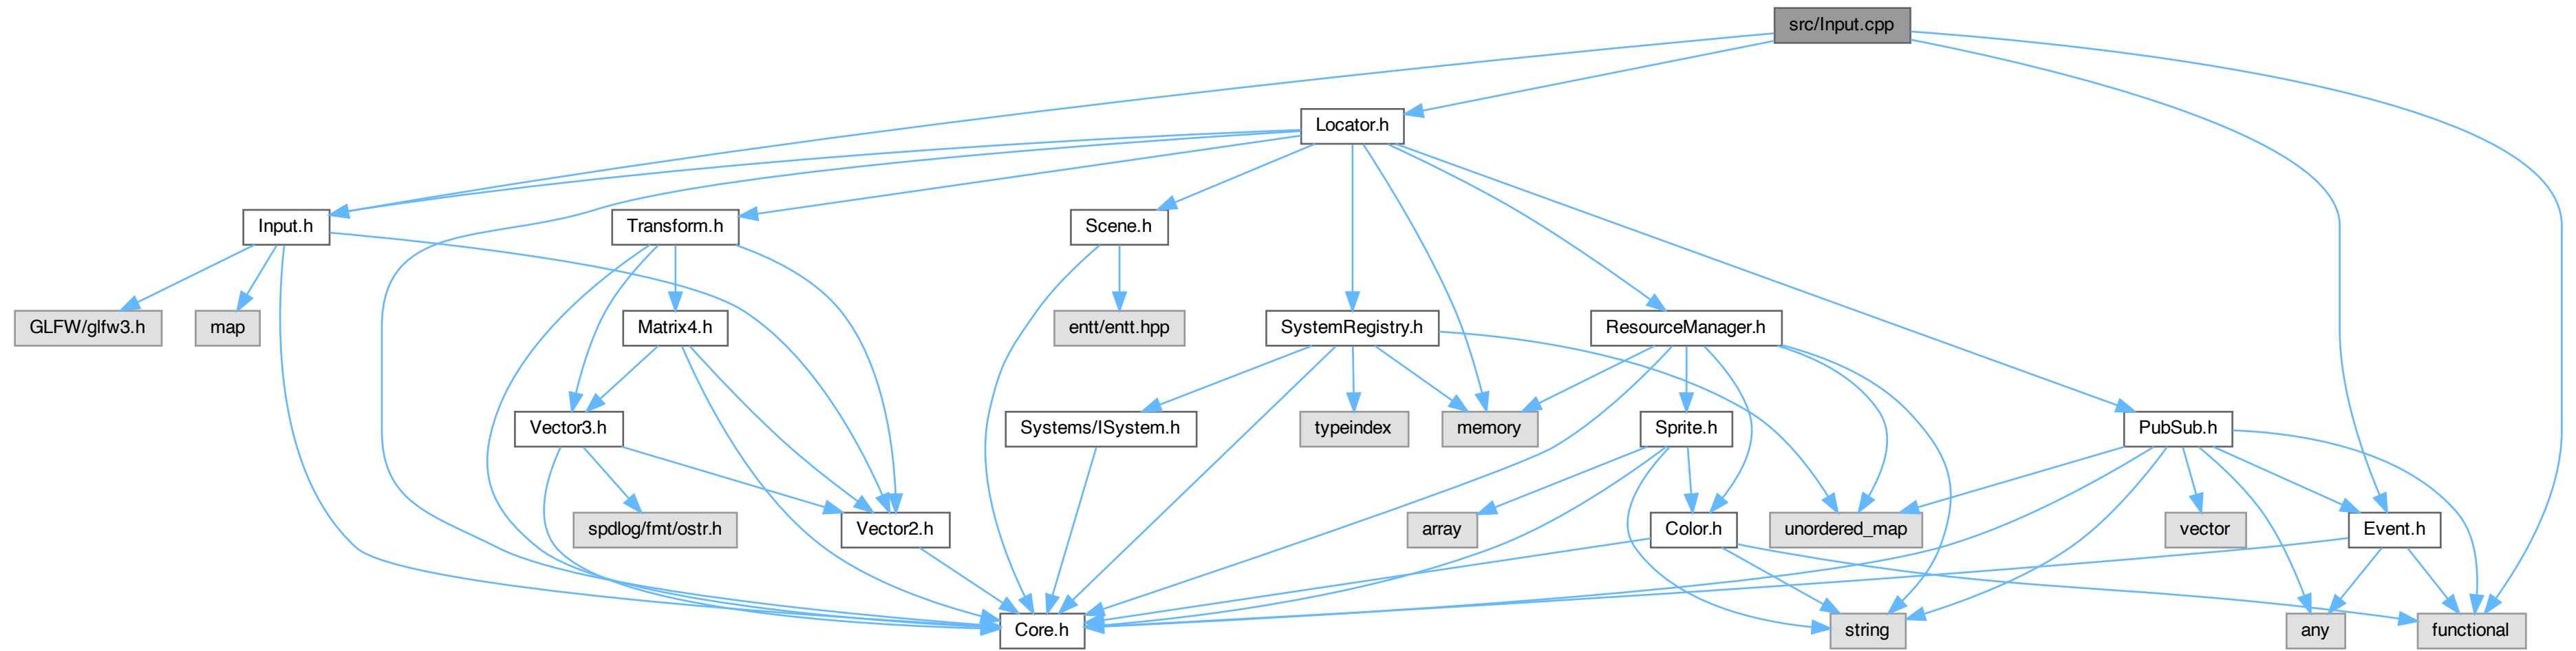 src/Input.cpp
Locator.h
Input.h
Transform.h
Scene.h
GLFW/glfw3.h
map
Matrix4.h
entt/entt.hpp
SystemRegistry.h
ResourceManager.h
Vector3.h
Systems/ISystem.h
typeindex
memory
Sprite.h
PubSub.h
spdlog/fmt/ostr.h
Vector2.h
array
Color.h
unordered_map
vector
Event.h
Core.h
string
any
functional